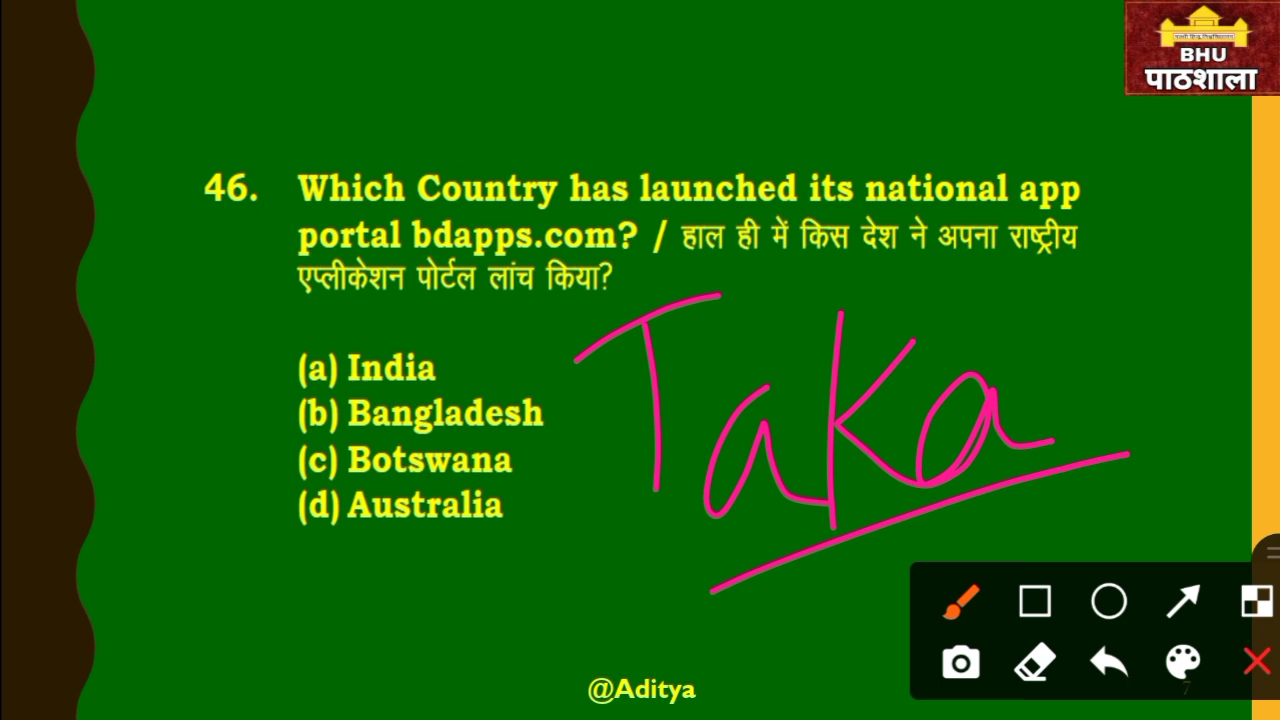 BHU
पाठशाला
46. Which Country has launched its national app
portal bdapps.com? / हाल ही में किस देश ने अपना राष्ट्रीय
एप्लीकेशन पोर्टल लांच किया?
(a) India
(b) Bangladesh
(c) Botswana
(d) Australia
Taka
@Aditya
7